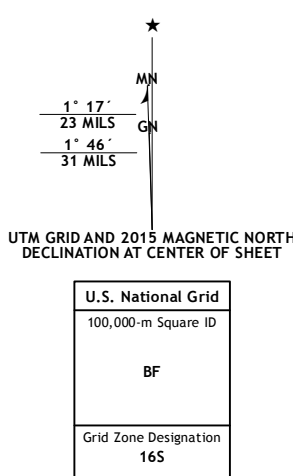 ★
MN
1° 17´
23 MILS
GN
1° 46´
31 MILS
UTM GRID AND 2015 MAGNETIC NORTH
DECLINATION AT CENTER OF SHEET
U.S. National Grid
100,000-m Square ID
BF
Grid Zone Designation
16S